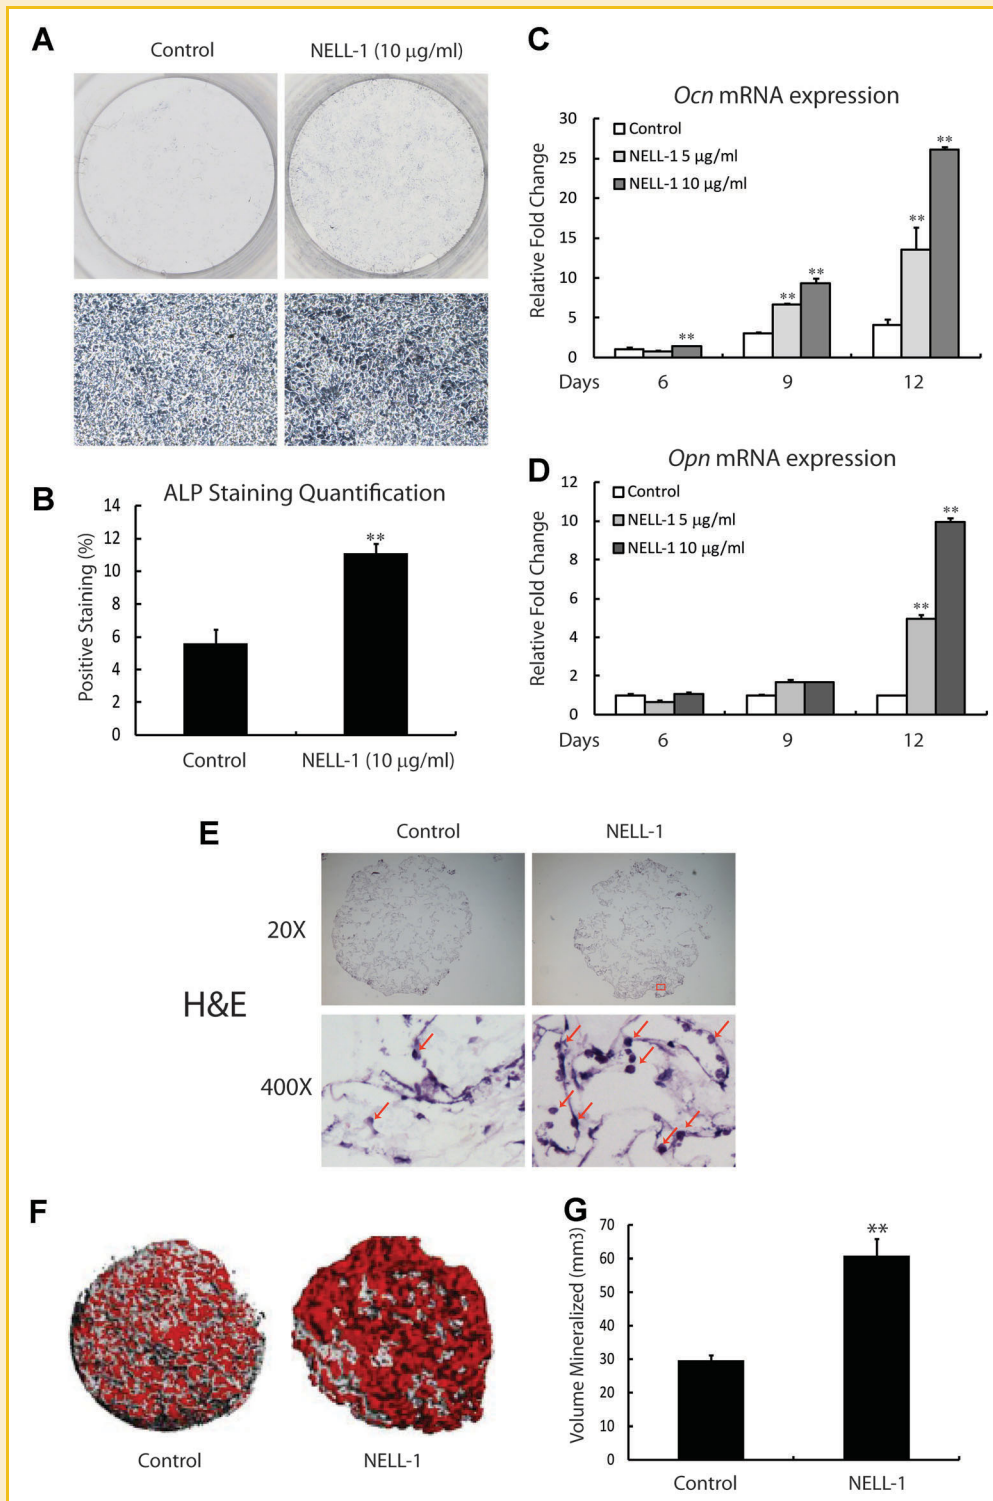 A
Control
NELL-1 (10 μg/ml)
B
ALP Staining Quantification
Positive Staining (%)
14
12
10
8
6
4
2
0
**
Control
NELL-1 (10 μg/ml)
C
Ocn mRNA expression
Relative Fold Change
30
25
20
15
10
5
0
Control
NELL-1 5 μg/ml
NELL-1 10 μg/ml
**
**
**
**
**
Days
6
9
12
D
Opn mRNA expression
Relative Fold Change
12
10
8
6
4
2
0
Control
NELL-1 5 μg/ml
NELL-1 10 μg/ml
**
**
Days
6
9
12
E
Control
NELL-1
20X
H&E
400X
F
Control
NELL-1
G
Volume Mineralized (mm3)
70
60
50
40
30
20
10
0
**
Control
NELL-1